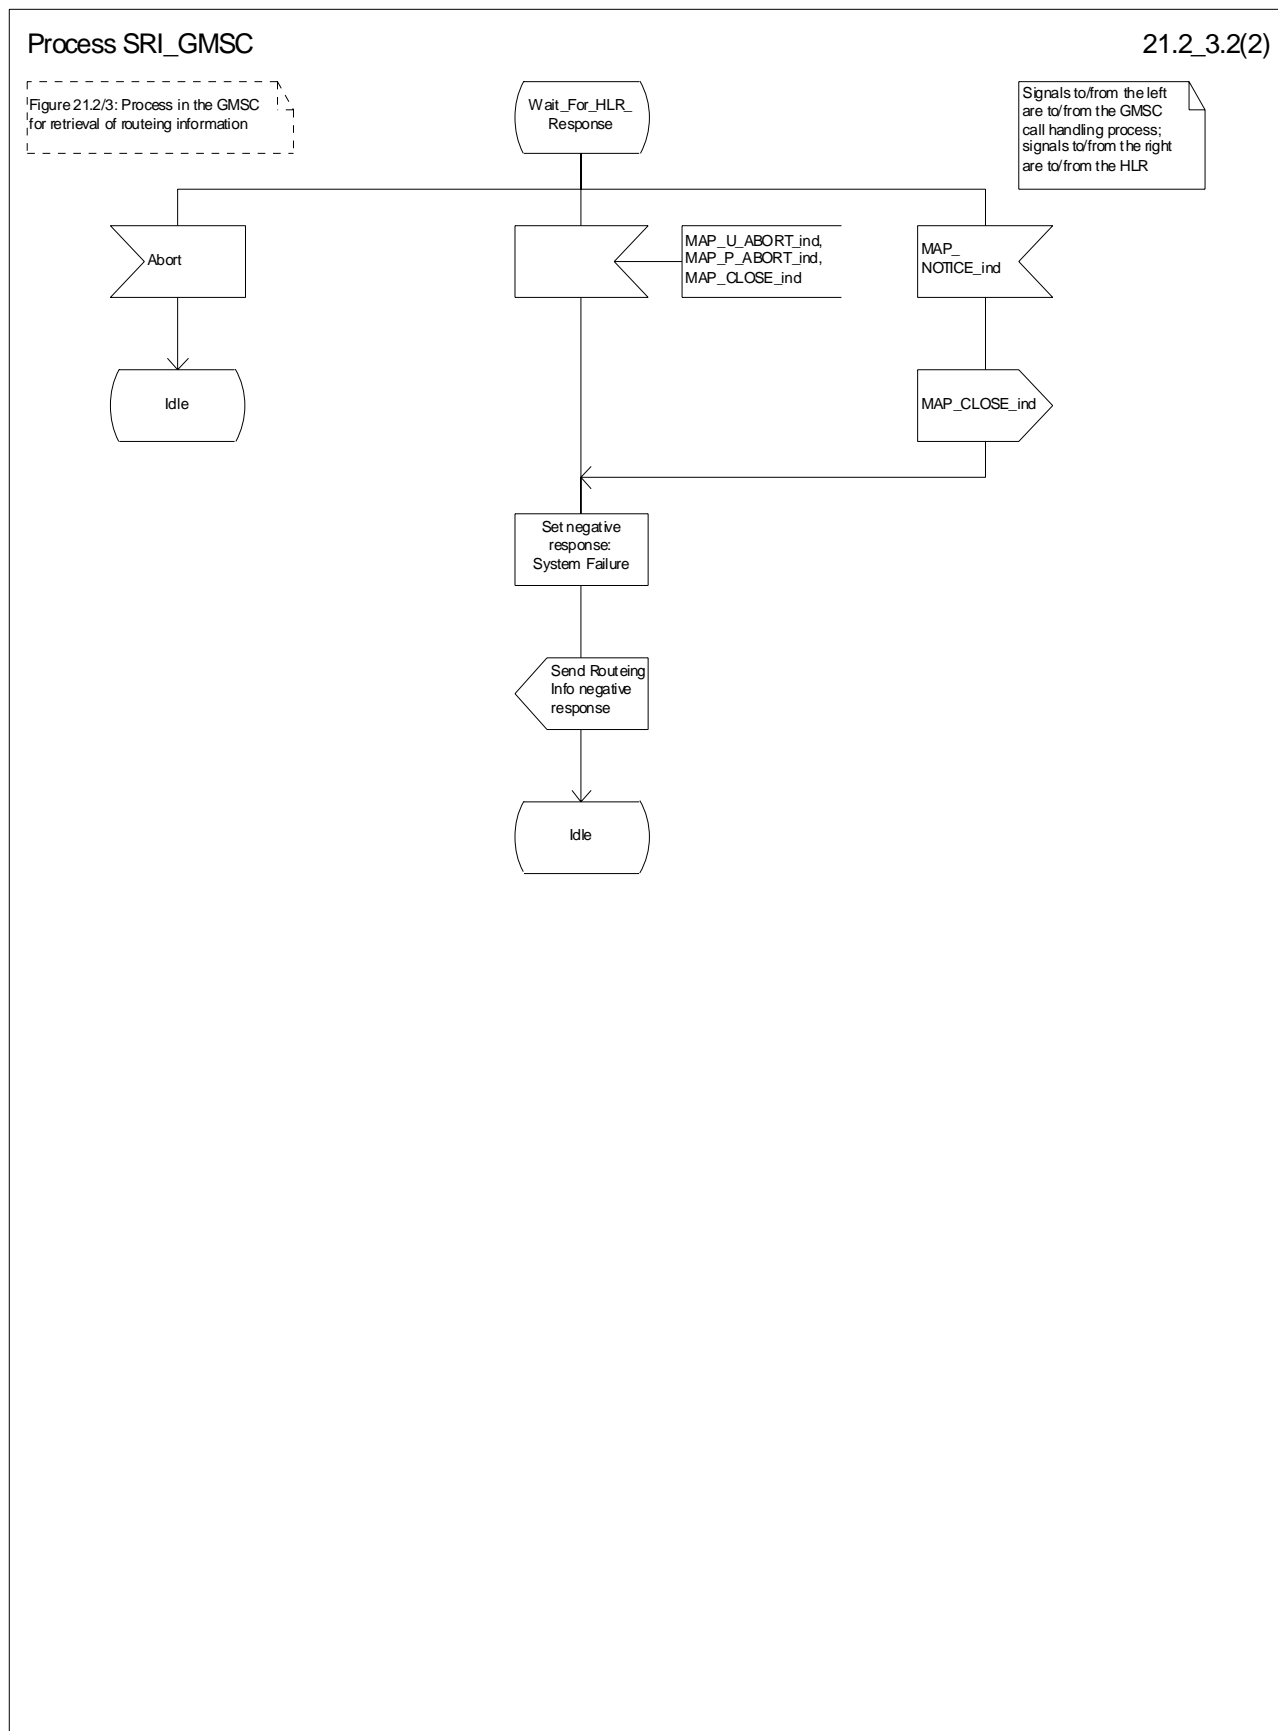 Process SRI_GMSC
21.2_3.2(2)
Figure 21.2/3: Process in the GMSC
for retrieval of routeing information
Wait_For_HLR_
Response
Signals to/from the left
are to/from the GMSC
call handling process;
signals to/from the right
are to/from the HLR
Abort
MAP_U_ABORT_ind,
MAP_P_ABORT_ind,
MAP_CLOSE_ind
MAP_
NOTICE_ind
Idle
MAP_CLOSE_ind
Set negative
response:
System Failure
Send Routeing
Info negative
response
Idle